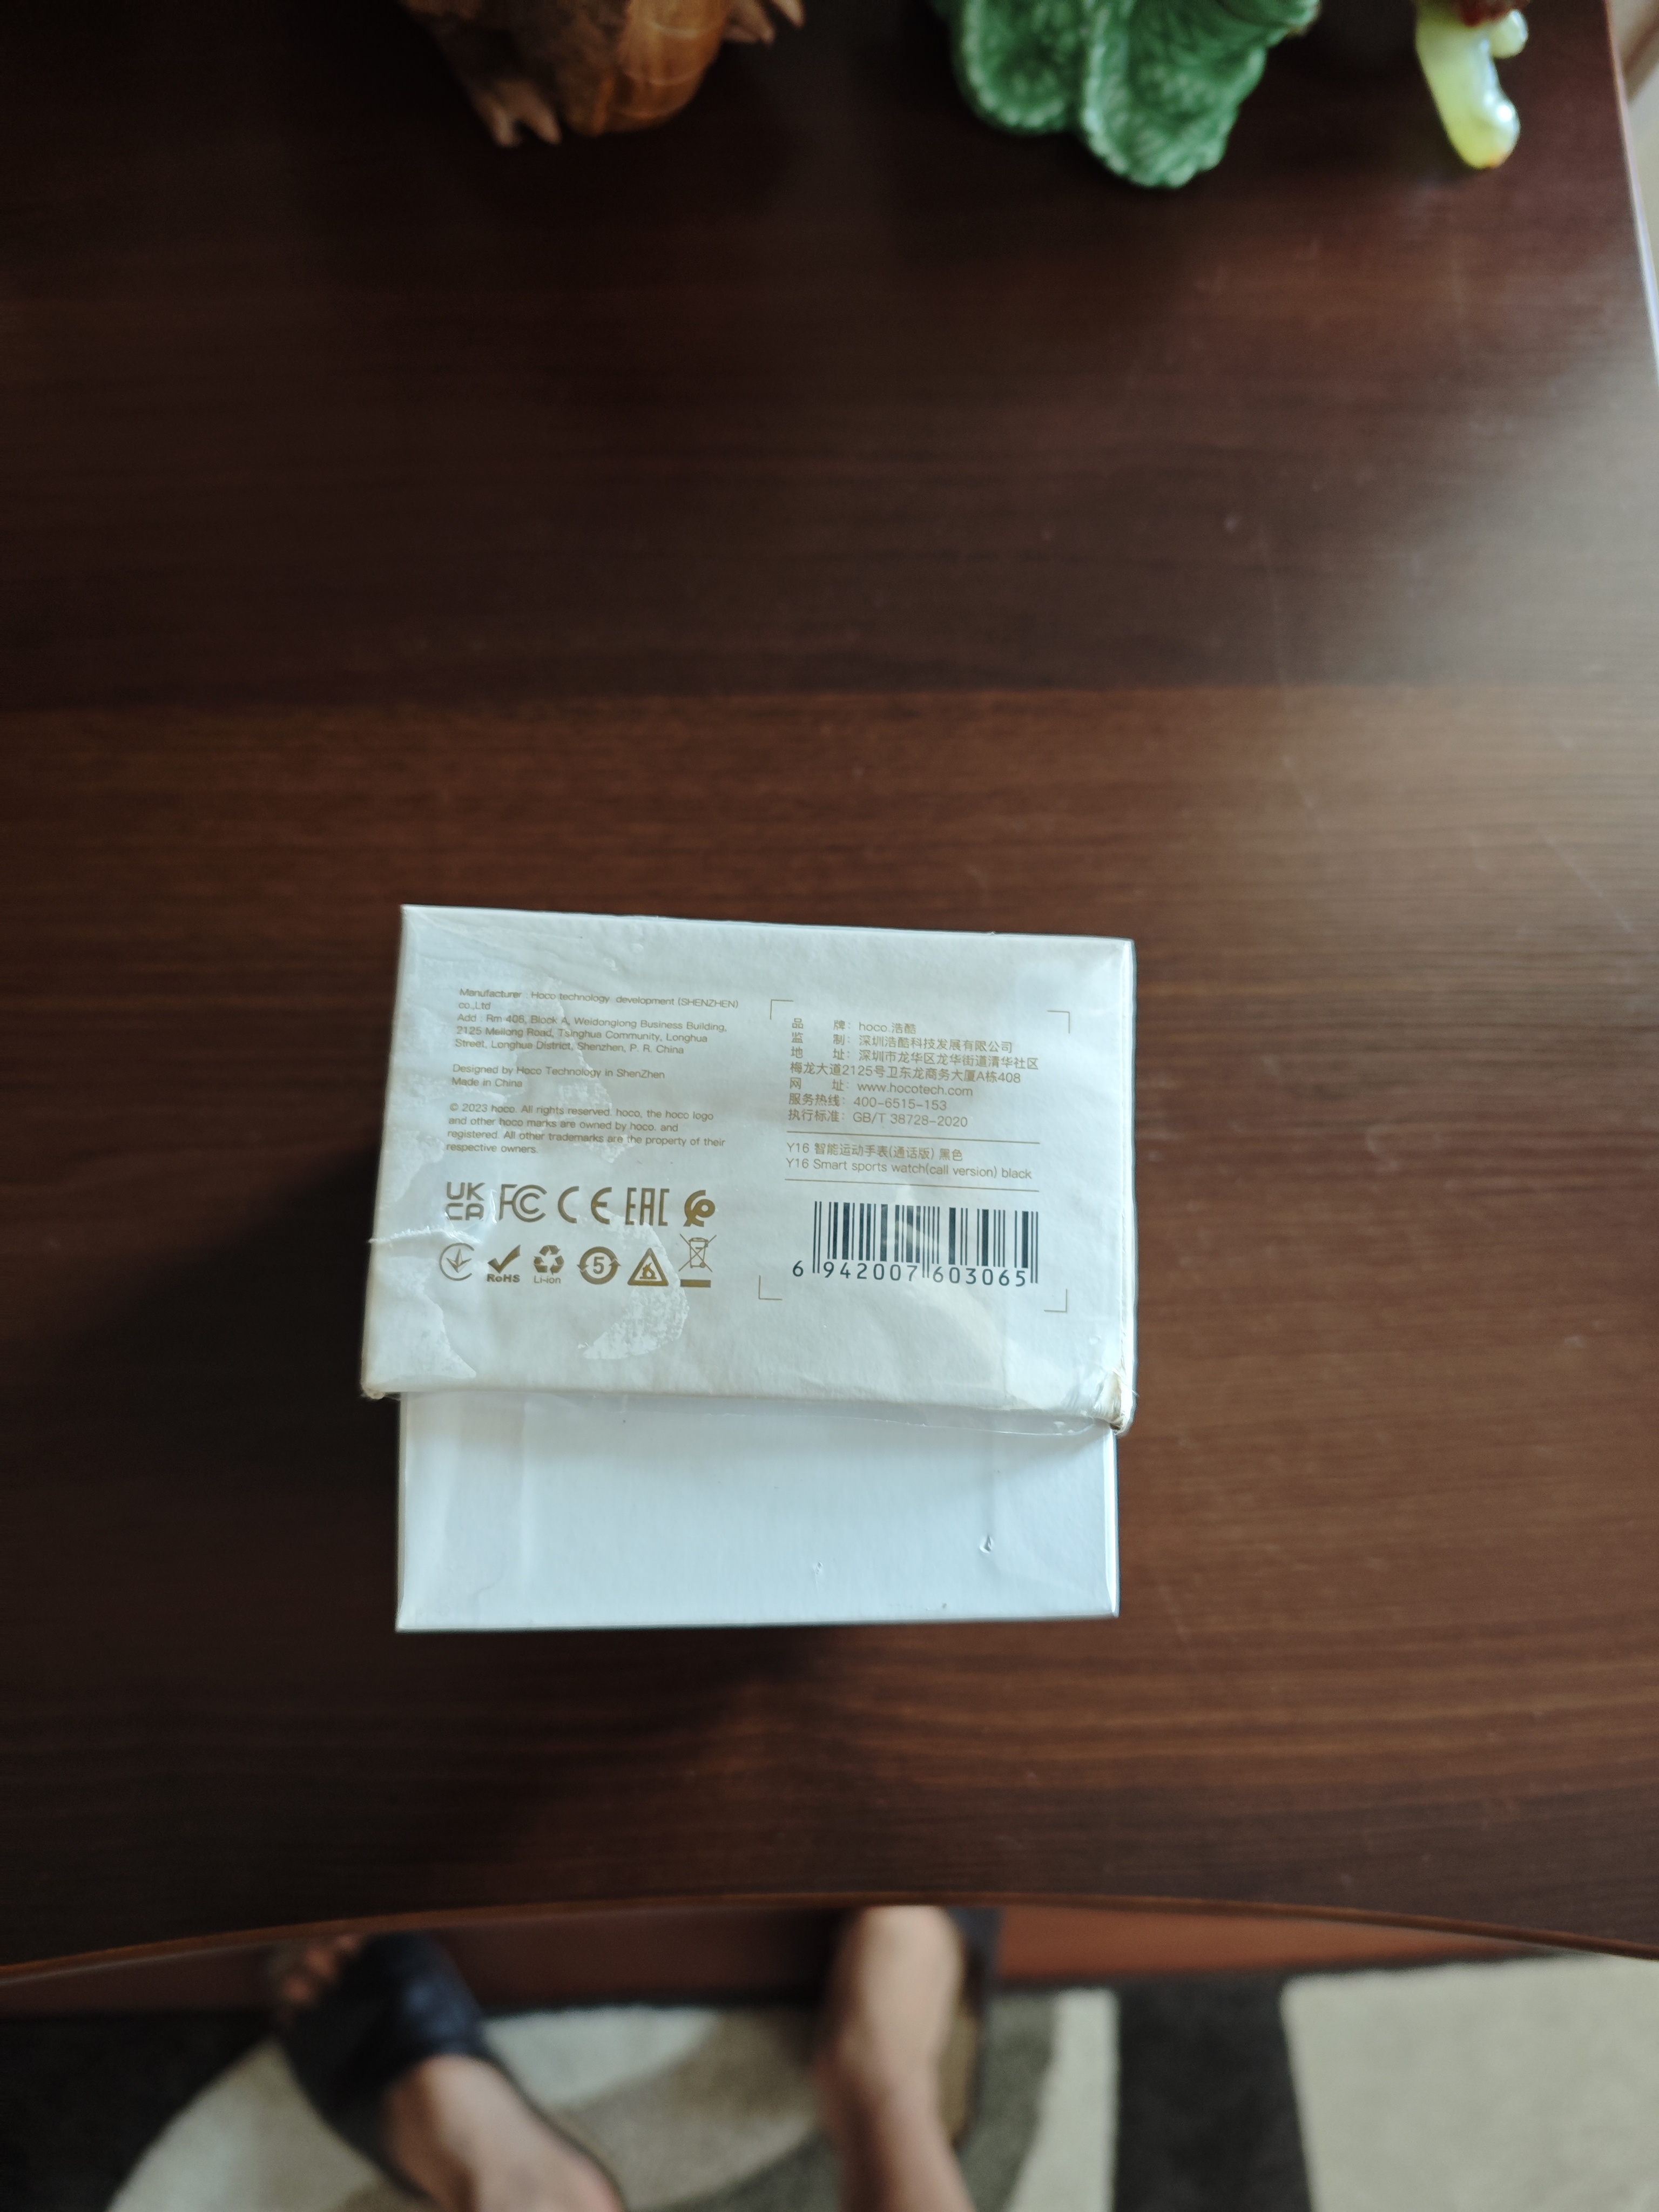 Manufacturer : Hoco technology development (SHENZHEN)
co.,Ltd
Add : Rm 408, Block A, Weidonglong Business Building,
2125 Meilong Road, Tsinghua Community, Longhua
Street, Longhua District, Shenzhen, P. R. China
Designed by Hoco Technology in ShenZhen
Made in China
© 2023 hoco. All rights reserved. hoco, the hoco logo
and other hoco marks are owned by hoco. and
registered. All other trademarks are the property of their
respective owners.
UK
CA FC CE EAC
RoHS Li-ion 5
品 牌: hoco.浩酷
监 制: 深圳浩酷科技发展有限公司
地 址: 深圳市龙华区龙华街道清华社区
梅龙大道2125号卫东龙商务大厦A栋408
网 址: www.hocotech.com
服务热线: 400-6515-153
执行标准: GB/T 38728-2020
Y16 智能运动手表(通话版) 黑色
Y16 Smart sports watch(call version) black
6 942007 603065